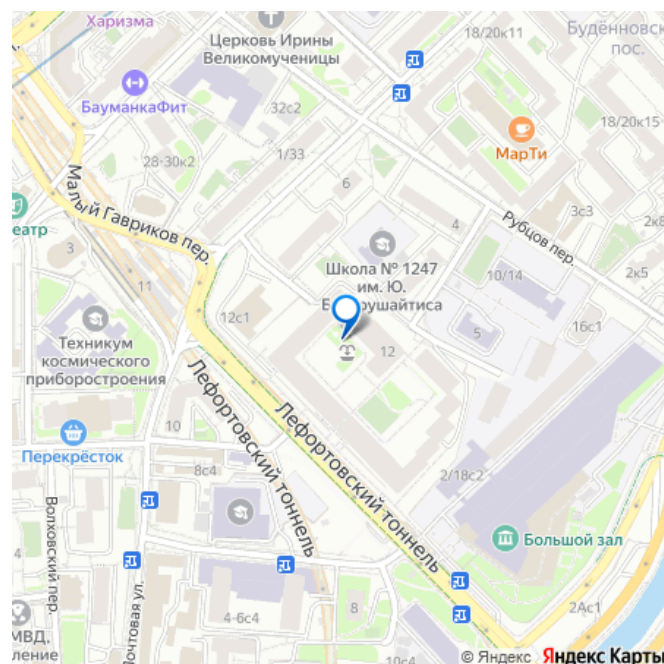 Харизма
Церковь Ирины
Великомученицы
18/20к11
Будённовск
пос.
БауманкаФит
32с2
18/20к15
МарТи
28-30к2
1/33
6
Малый Гавриков пер.
еатр
3
4
3с3
2к8
Рубцов пер.
Школа № 1247
им. Ю.
рушайтиса
10/14
2к5
11
12с1
5
16с1
Техникум
космического
приборостроения
12
Лефортовский тоннель
Лефортовский тоннель
10
Перекрёсток
8с4
2/18с2
Волховский пер.
Большой зал
Почтовая ул.
4-6с4
8
2Ас1
МВД,
ление
10с4
© Яндекс Яндекс Карты